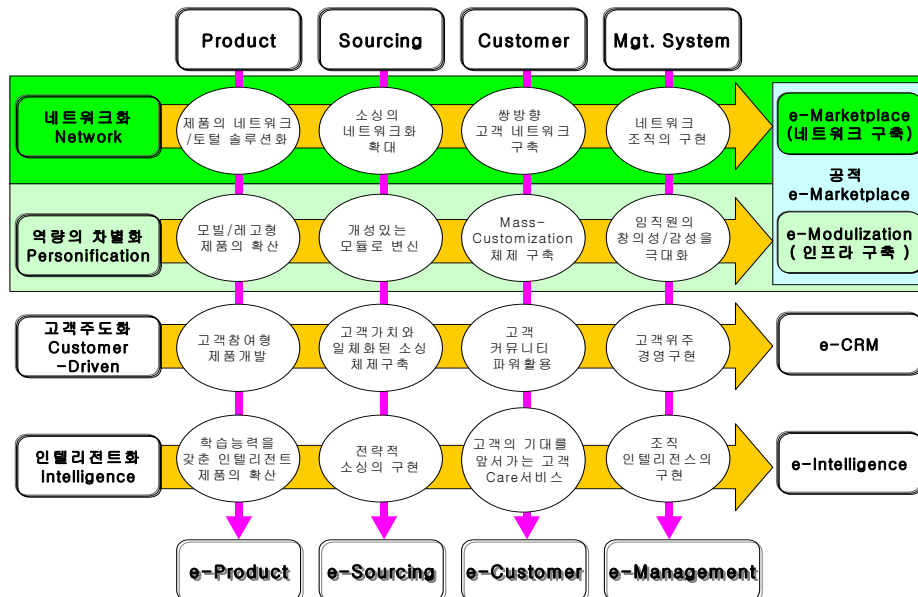 Product
Sourcing
Customer
Mgt. System
네트워크화
Network
제품의 네트워크
/토털 솔루션화
소싱의
네트워크화
확대
쌍방향
고객 네트워크
구축
네트워크
조직의 구현
e-Marketplace
(네트워크 구축)
공적
e-Marketplace
역량의 차별화
Personification
모빌/레고형
제품의 확산
개성있는
모듈로 변신
Mass-
Customization
체제 구축
임직원의
창의성/감성을
극대화
e-Modulization
( 인프라 구축 )
고객주도화
Customer
-Driven
고객참여형
제품개발
고객가치와
일체화된 소싱
체제구축
고객
커뮤니티
파워활용
고객위주
경영구현
e-CRM
인텔리전트화
Intelligence
학습능력을
갖춘 인텔리전트
제품의 확산
전략적
소싱의 구현
고객의 기대를
앞서가는 고객
Care서비스
조직
인텔리전스의
구현
e-Intelligence
e-Product
e-Sourcing
e-Customer
e-Management